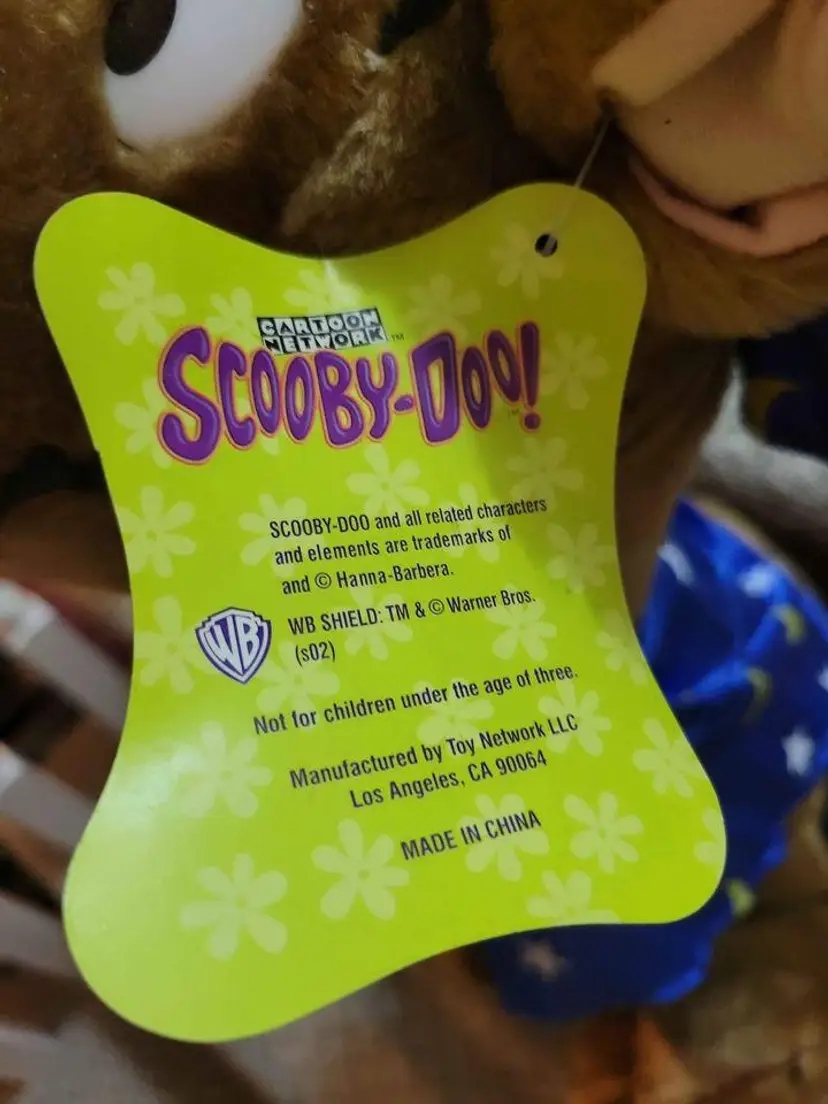 CARTOON
NETWORK™
SCOOBY-DOO!™
SCOOBY-DOO and all related characters
and elements are trademarks of
and © Hanna-Barbera.
WB
WB SHIELD: TM & © Warner Bros.
(s02)
Not for children under the age of three.
Manufactured by Toy Network LLC
Los Angeles, CA 90064
MADE IN CHINA